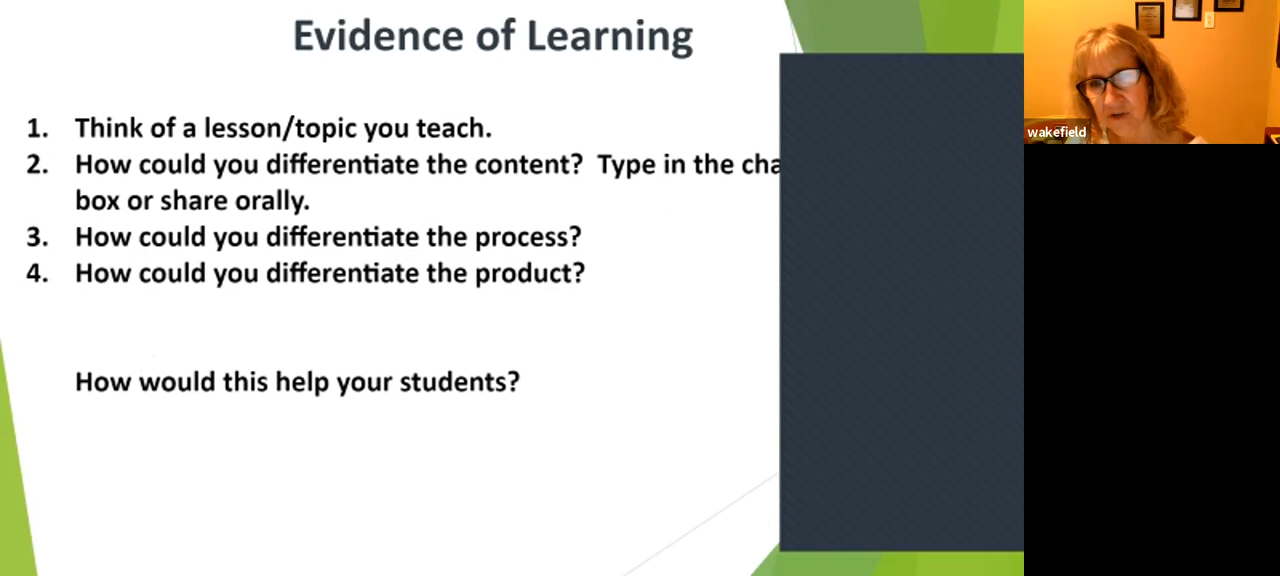 Evidence of Learning
1. Think of a lesson/topic you teach.
2. How could you differentiate the content? Type in the cha
box or share orally.
3. How could you differentiate the process?
4. How could you differentiate the product?
How would this help your students?
wakefield